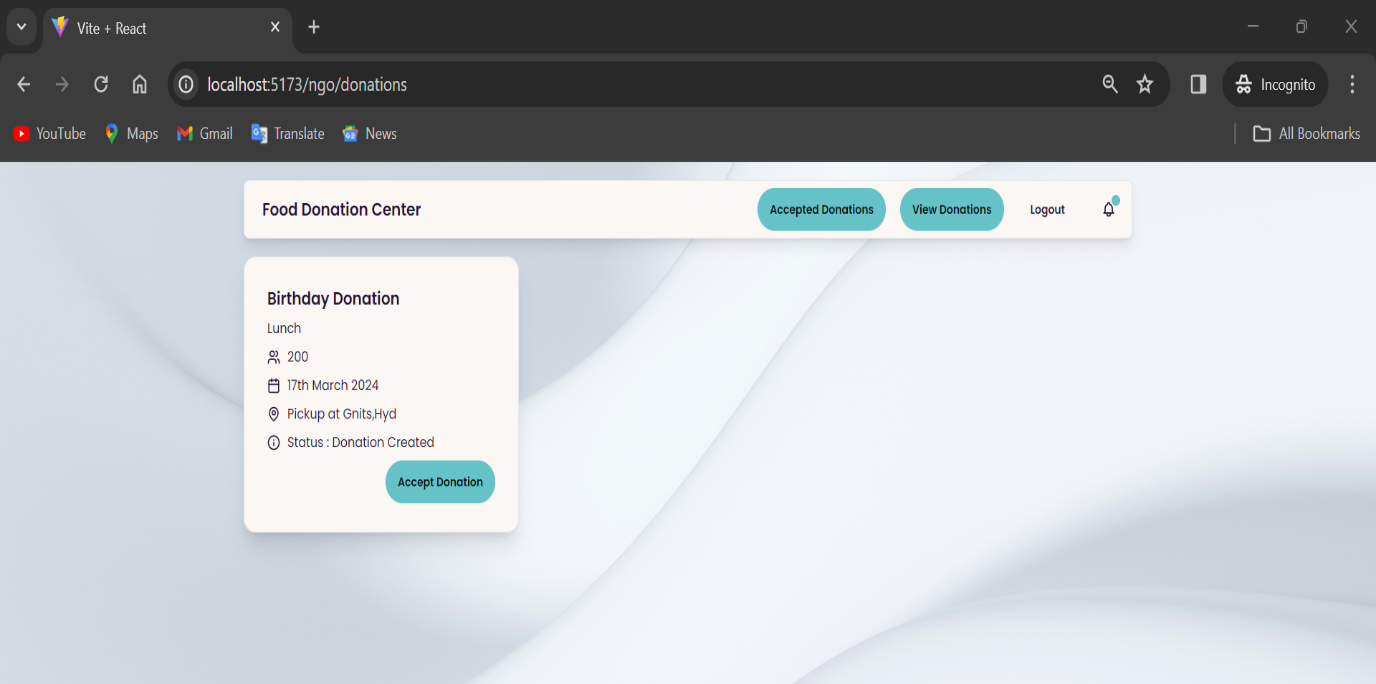 Vite + React
localhost:5173/ngo/donations
Incognito
YouTube Maps Gmail Translate News All Bookmarks
Food Donation Center Accepted Donations View Donations Logout
Birthday Donation
Lunch
200
17th March 2024
Pickup at Gnits,Hyd
Status : Donation Created
Accept Donation